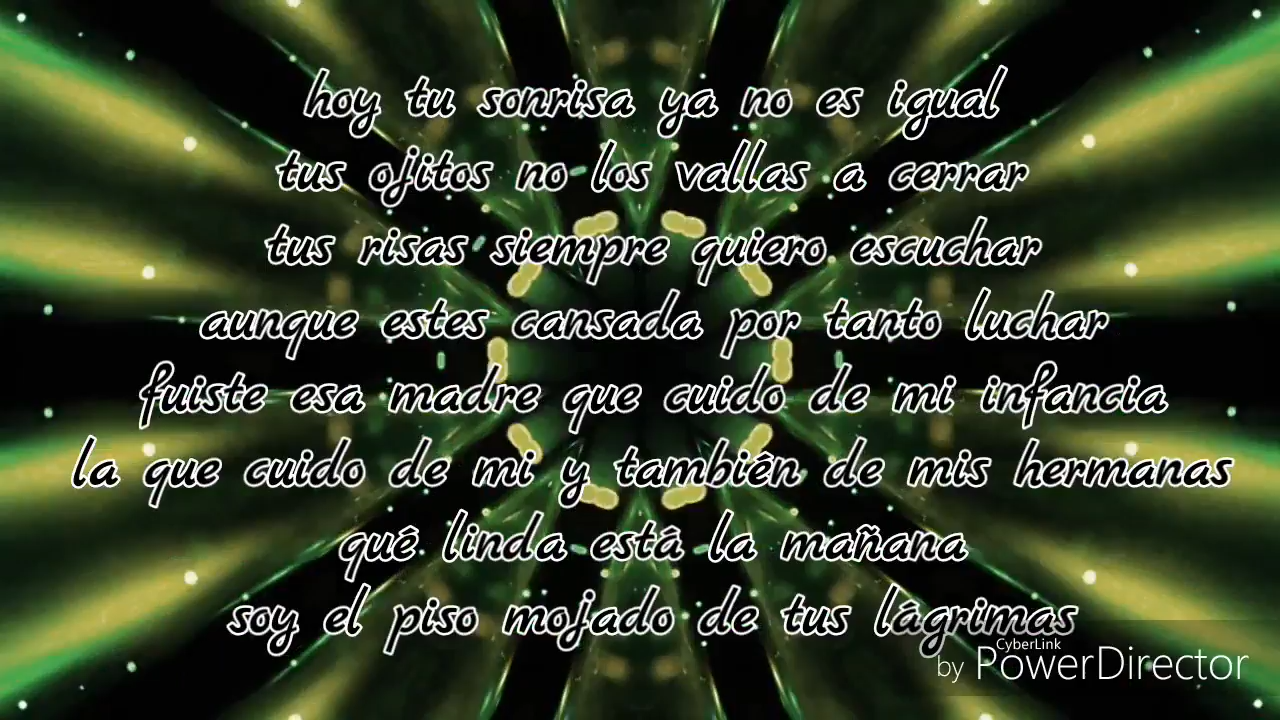 hoy tu sonrisa ya no es igual
tus ojitos no los vallas a cerrar
tus risas siempre quiero escuchar
aunque estes cansada por tanto luchar
fuiste esa madre que cuido de mi infancia
la que cuido de mi y también de mis hermanas
qué linda está la mañana
soy el piso mojado de tus lágrimas
CyberLink
by PowerDirector